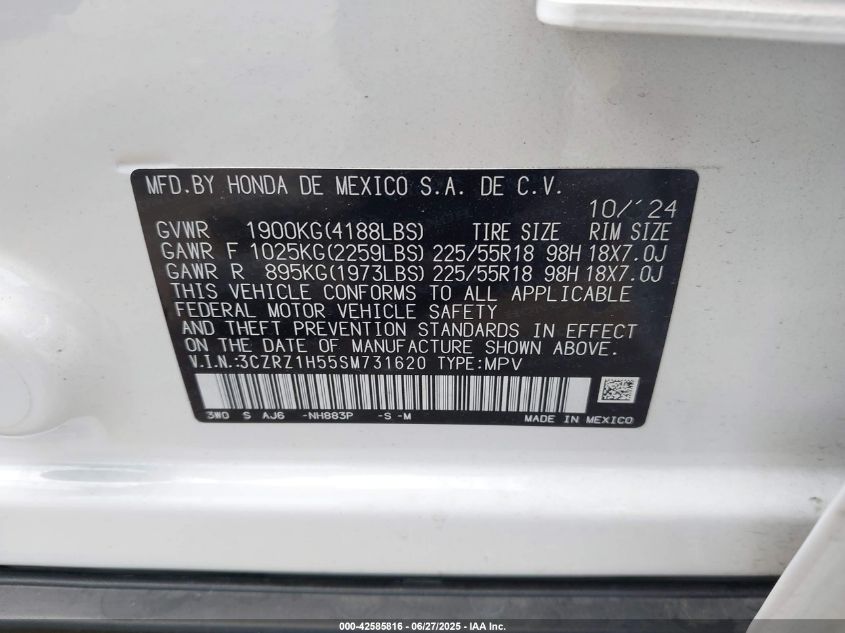 MFD.BY HONDA DE MEXICO S.A. DE C.V.
10/'24
GVWR 1900KG(4188LBS) TIRE SIZE RIM SIZE
GAWR F 1025KG(2259LBS) 225/55R18 98H 18X7.0J
GAWR R 895KG(1973LBS) 225/55R18 98H 18X7.0J
THIS VEHICLE CONFORMS TO ALL APPLICABLE
FEDERAL MOTOR VEHICLE SAFETY
AND THEFT PREVENTION STANDARDS IN EFFECT
ON THE DATE OF MANUFACTURE SHOWN ABOVE.
V.I.N.:3CZRZ1H55SM731620 TYPE:MPV
3W0 S AJ6 -NH883P -S -M MADE IN MEXICO
000-42585816 - 06/27/2025 - IAA Inc.